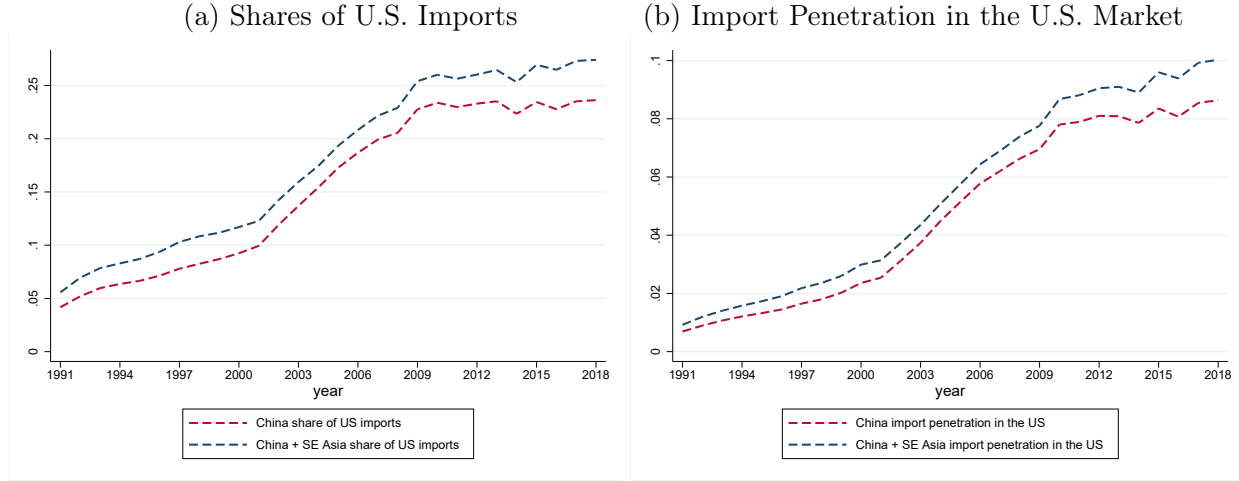 (a) Shares of U.S. Imports
.25
.2
.15
.1
.05
0
1991 1994 1997 2000 2003 2006 2009 2012 2015 2018
year
China share of US imports
China + SE Asia share of US imports
(b) Import Penetration in the U.S. Market
.1
.08
.06
.04
.02
0
1991 1994 1997 2000 2003 2006 2009 2012 2015 2018
year
China import penetration in the US
China + SE Asia import penetration in the US